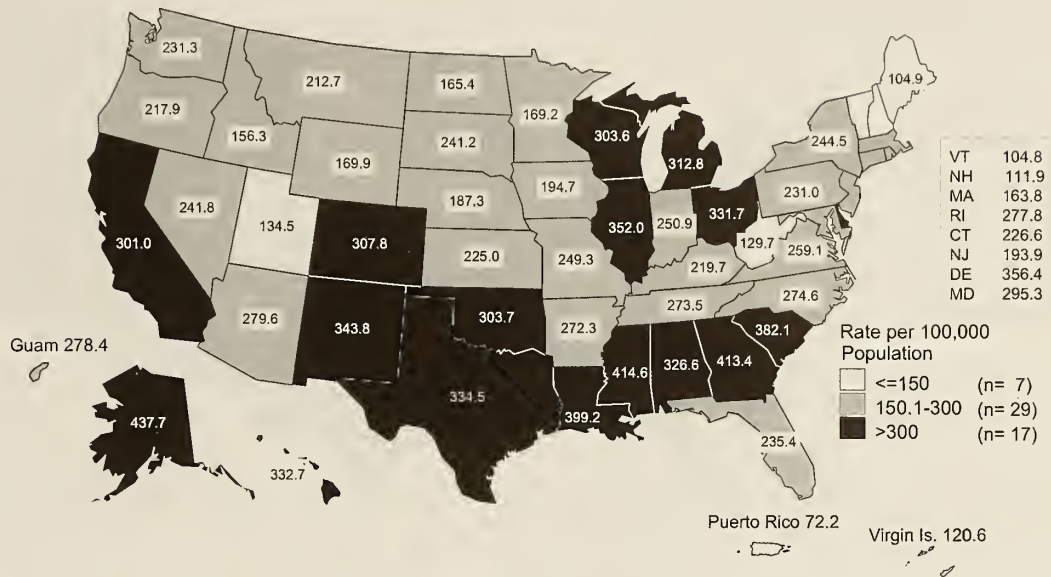 231.3
212.7
165.4
169.2
104.9
217.9
156.3
241.2
303.6
312.8
244.5
169.9
194.7
231.0
241.8
134.5
187.3
352.0
250.9
331.7
301.0
307.8
225.0
249.3
129.7
259.1
219.7
279.6
343.8
303.7
272.3
273.5
274.6
382.1
414.6
326.6
413.4
334.5
399.2
235.4
VT 104.8
NH 111.9
MA 163.8
RI 277.8
CT 226.6
NJ 193.9
DE 356.4
MD 295.3
Guam 278.4
437.7
332.7
Rate per 100,000
Population
<=150 (n= 7)
150.1-300 (n= 29)
>300 (n= 17)
Puerto Rico 72.2
Virgin Is. 120.6